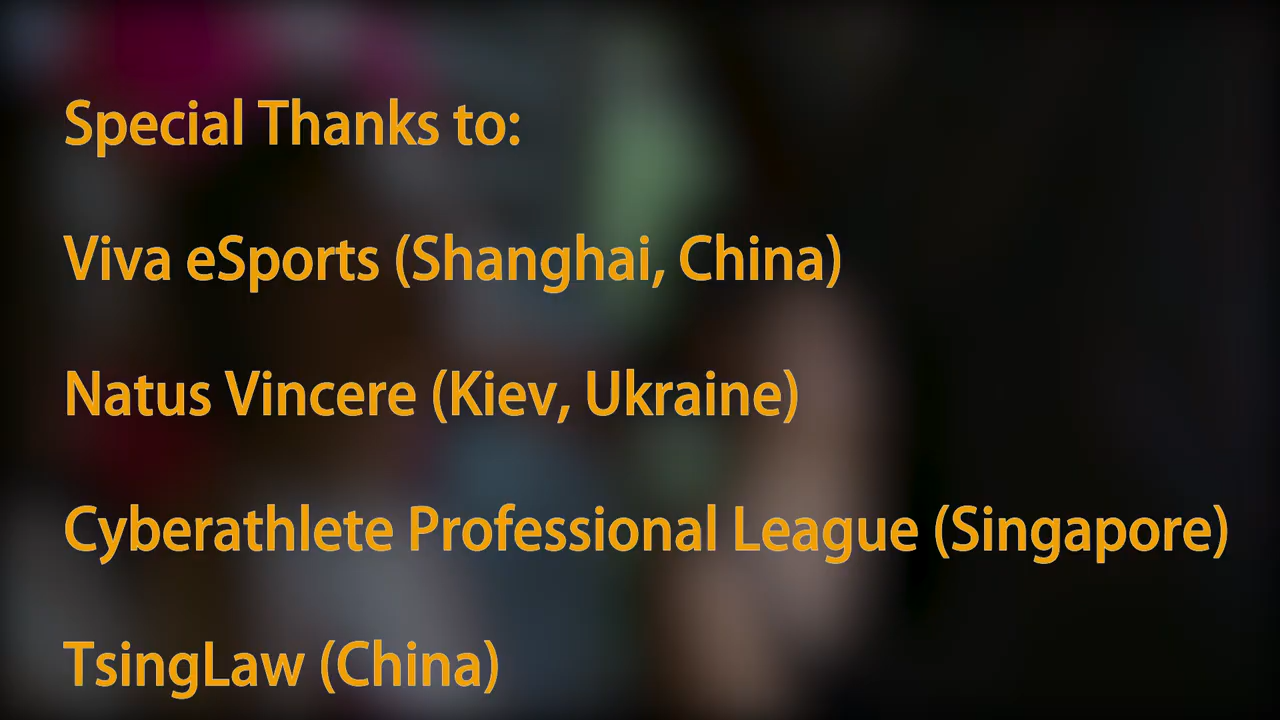 Special Thanks to:
Viva eSports (Shanghai, China)
Natus Vincere (Kiev, Ukraine)
Cyberathlete Professional League (Singapore)
TsingLaw (China)